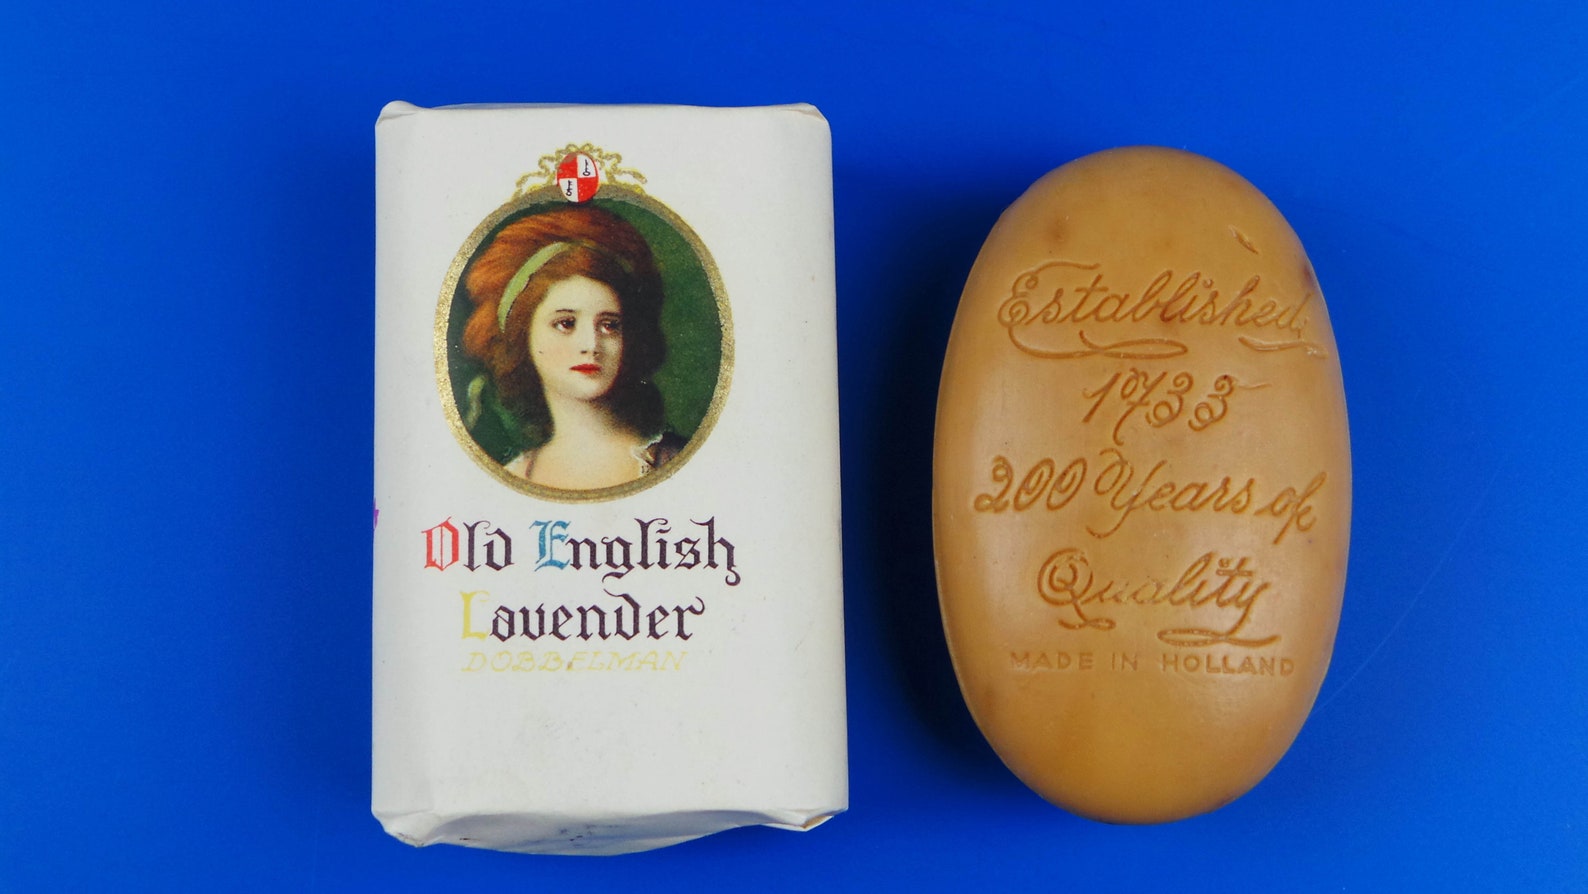 Old English
Lavender
DOBBELMAN
Established
1733
200 Years of
Quality
MADE IN HOLLAND